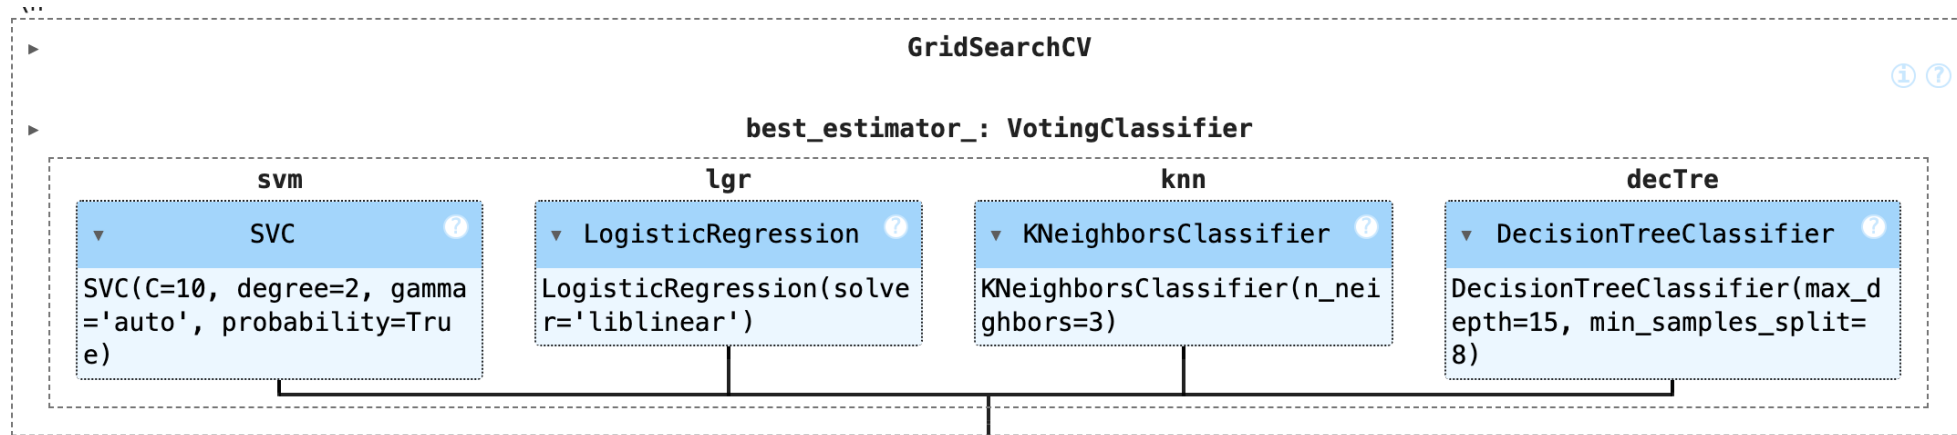 GridSearchCV
i ?
best_estimator_: VotingClassifier
svm
lgr
knn
decTre
SVC ?
SVC(C=10, degree=2, gamma
='auto', probability=Tru
e)
LogisticRegression ?
LogisticRegression(solve
r='liblinear')
KNeighborsClassifier ?
KNeighborsClassifier(n_nei
ghbors=3)
DecisionTreeClassifier ?
DecisionTreeClassifier(max_d
epth=15, min_samples_split=
8)